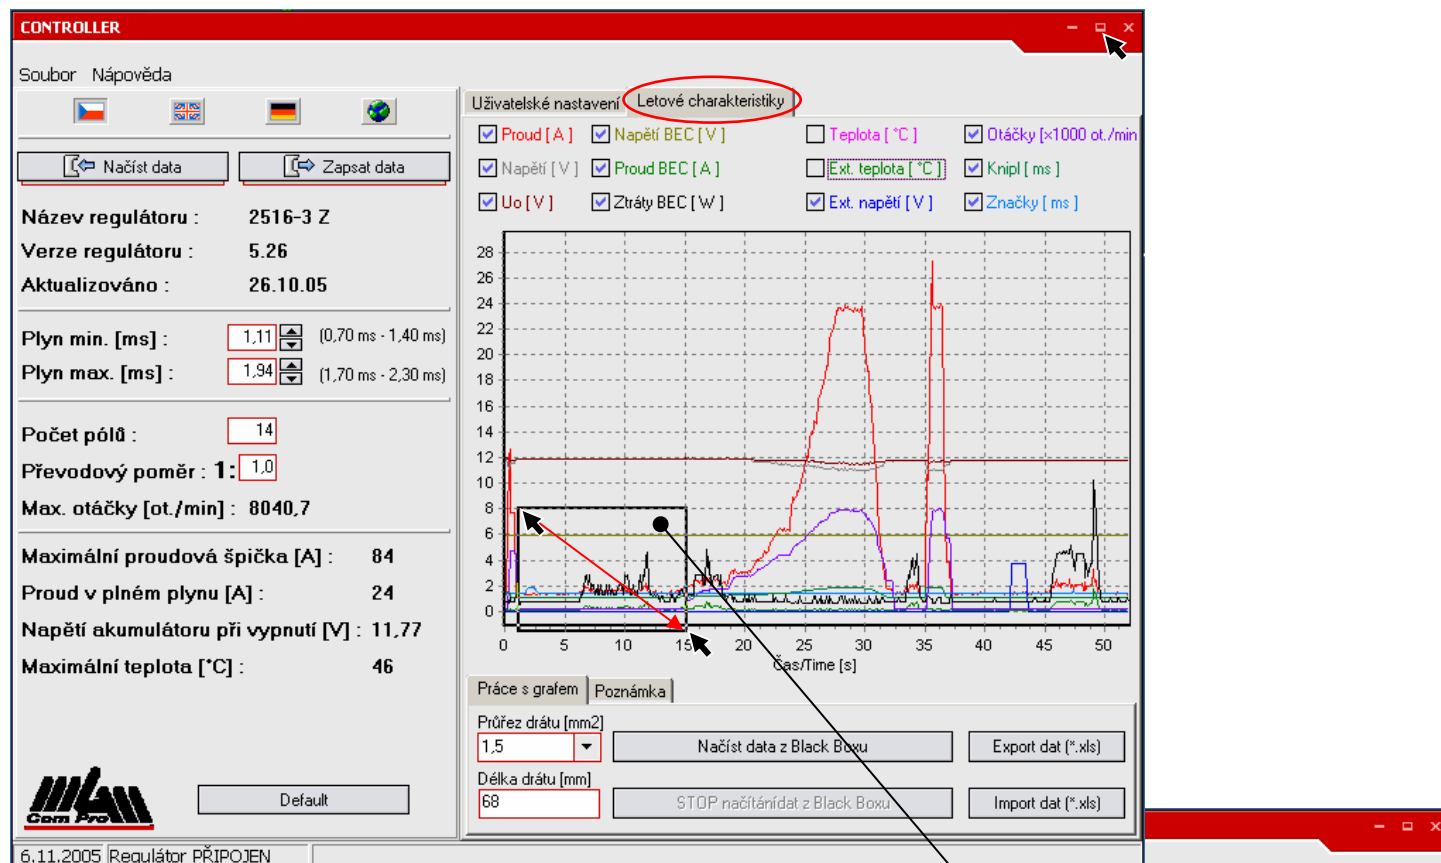 CONTROLLER
Soubor Nápověda
Načíst data Zapsat data
Název regulátoru : 2516-3 Z
Verze regulátoru : 5.26
Aktualizováno : 26.10.05
Plyn min. [ms] : 1,11 (0,70 ms - 1,40 ms)
Plyn max. [ms] : 1,94 (1,70 ms - 2,30 ms)
Počet pólů : 14
Převodový poměr : 1: 1,0
Max. otáčky [ot./min] : 8040,7
Maximální proudová špička [A] : 84
Proud v plném plynu [A] : 24
Napětí akumulátoru při vypnutí [V] : 11,77
Maximální teplota [°C] : 46
mgm
Com Pro
Default
6.11.2005 Regulátor PŘIPOJEN
Uživatelské nastavení Letové charakteristiky
Proud [ A ] Napětí BEC [ V ] Teplota [ °C ] Otáčky [×1000 ot./min
Napětí [ V ] Proud BEC [ A ] Ext. teplota [ °C ] Knipl [ ms ]
Uo [ V ] Ztráty BEC [ W ] Ext. napětí [ V ] Značky [ ms ]
28
26
24
22
20
18
16
14
12
10
8
6
4
2
0
0 5 10 15 20 25 30 35 40 45 50
Čas/Time [s]
Práce s grafem Poznámka
Průřez drátu [mm2]
1,5 Načíst data z Black Boxu Export dat (*.xls)
Délka drátu [mm]
68 STOP načítánídat z Black Boxu Import dat (*.xls)